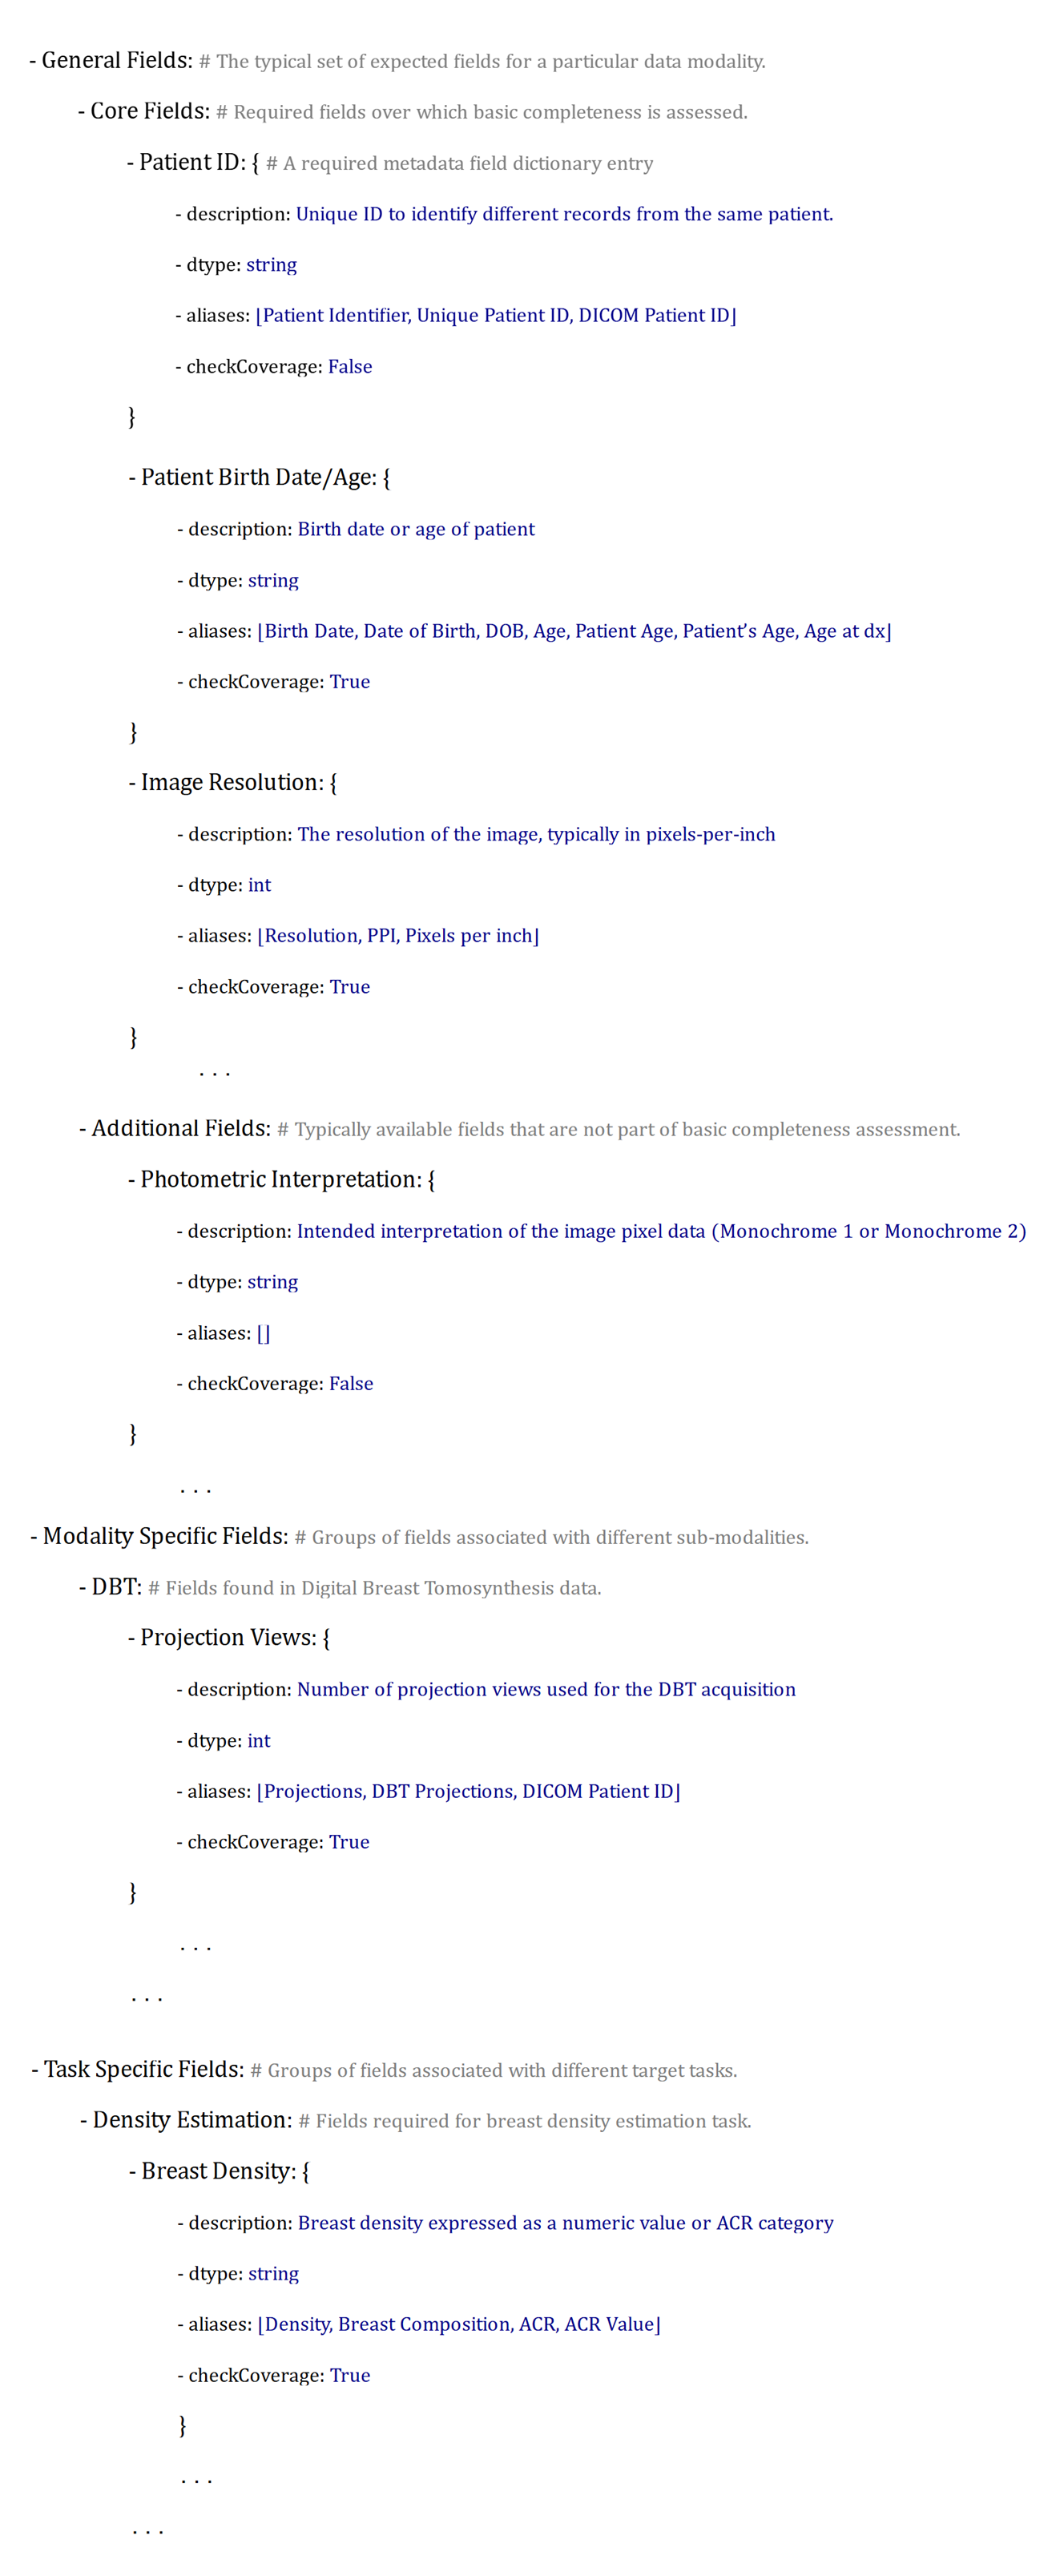 - General Fields: # The typical set of expected fields for a particular data modality.
- Core Fields: # Required fields over which basic completeness is assessed.
- Patient ID: { # A required metadata field dictionary entry
- description: Unique ID to identify different records from the same patient.
- dtype: string
- aliases: ⌊Patient Identifier, Unique Patient ID, DICOM Patient ID⌋
- checkCoverage: False
}
- Patient Birth Date/Age: {
- description: Birth date or age of patient
- dtype: string
- aliases: ⌊Birth Date, Date of Birth, DOB, Age, Patient Age, Patient’s Age, Age at dx⌋
- checkCoverage: True
}
- Image Resolution: {
- description: The resolution of the image, typically in pixels-per-inch
- dtype: int
- aliases: ⌊Resolution, PPI, Pixels per inch⌋
- checkCoverage: True
}
. . .
- Additional Fields: # Typically available fields that are not part of basic completeness assessment.
- Photometric Interpretation: {
- description: Intended interpretation of the image pixel data (Monochrome 1 or Monochrome 2)
- dtype: string
- aliases: ⌊⌋
- checkCoverage: False
}
. . .
- Modality Specific Fields: # Groups of fields associated with different sub-modalities.
- DBT: # Fields found in Digital Breast Tomosynthesis data.
- Projection Views: {
- description: Number of projection views used for the DBT acquisition
- dtype: int
- aliases: ⌊Projections, DBT Projections, DICOM Patient ID⌋
- checkCoverage: True
}
. . .
. . .
- Task Specific Fields: # Groups of fields associated with different target tasks.
- Density Estimation: # Fields required for breast density estimation task.
- Breast Density: {
- description: Breast density expressed as a numeric value or ACR category
- dtype: string
- aliases: ⌊Density, Breast Composition, ACR, ACR Value⌋
- checkCoverage: True
}
. . .
. . .